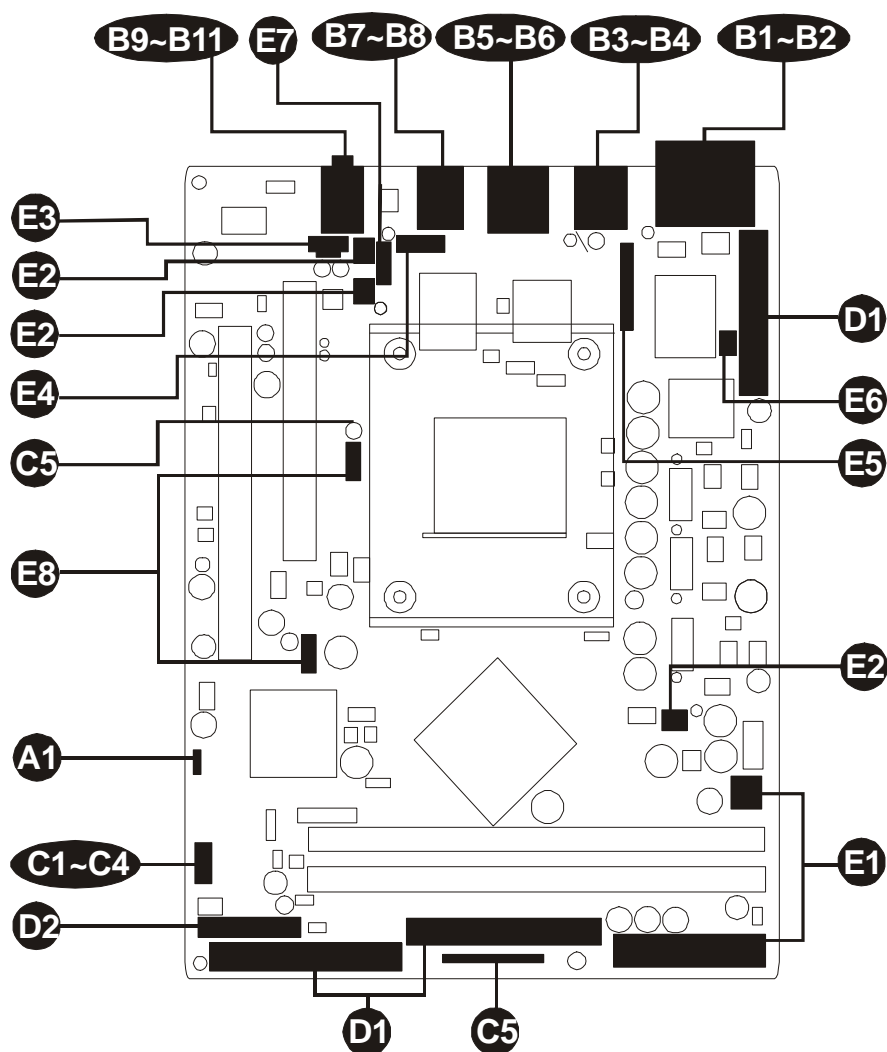 B9~B11 E7 B7~B8 B5~B6 B3~B4 B1~B2
E3
E2
E2
D1
E4
E6
C5
E5
E8
E2
A1
C1~C4
E1
D2
D1
C5